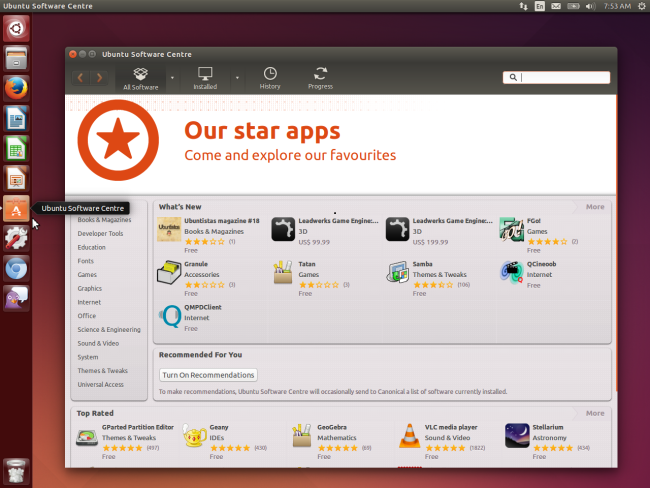 Ubuntu Software Centre
En
7:53 AM
Ubuntu Software Centre
All Software
Installed
History
Progress
Our star apps
Come and explore our favourites
Ubuntu Software Centre
Books & Magazines
Developer Tools
Education
Fonts
Games
Graphics
Internet
Office
Science & Engineering
Sound & Video
System
Themes & Tweaks
Universal Access
What's New
More
Ubuntistas magazine #18
Books & Magazines
(1)
Free
Leadwerks Game Engine:...
3D
US$ 99.99
Leadwerks Game Engine:...
3D
US$ 199.99
FGo!
Games
(2)
Free
Granule
Accessories
(3)
Free
Tatan
Games
(3)
Free
Samba
Themes & Tweaks
(106)
Free
QCineoob
Internet
Free
QMPDClient
Internet
Free
Recommended For You
Turn On Recommendations
To make recommendations, Ubuntu Software Centre will occasionally send to Canonical a list of software currently installed.
Top Rated
More
GParted Partition Editor
Themes & Tweaks
(497)
Free
Geany
IDEs
(430)
Free
GeoGebra
Mathematics
(69)
Free
VLC media player
Sound & Video
(1822)
Free
Stellarium
Astronomy
(454)
Free